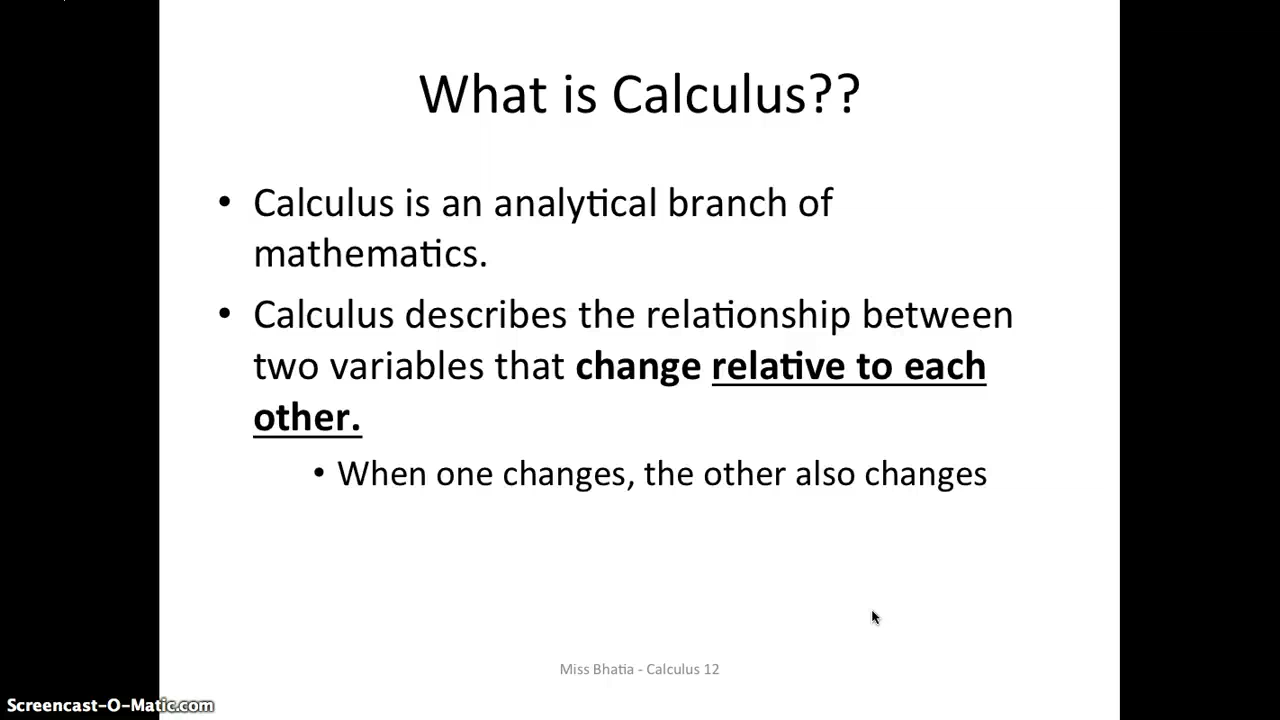 What is Calculus??
• Calculus is an analytical branch of
mathematics.
• Calculus describes the relationship between
two variables that change relative to each
other.
• When one changes, the other also changes
Miss Bhatia - Calculus 12
Screencast-O-Matic.com